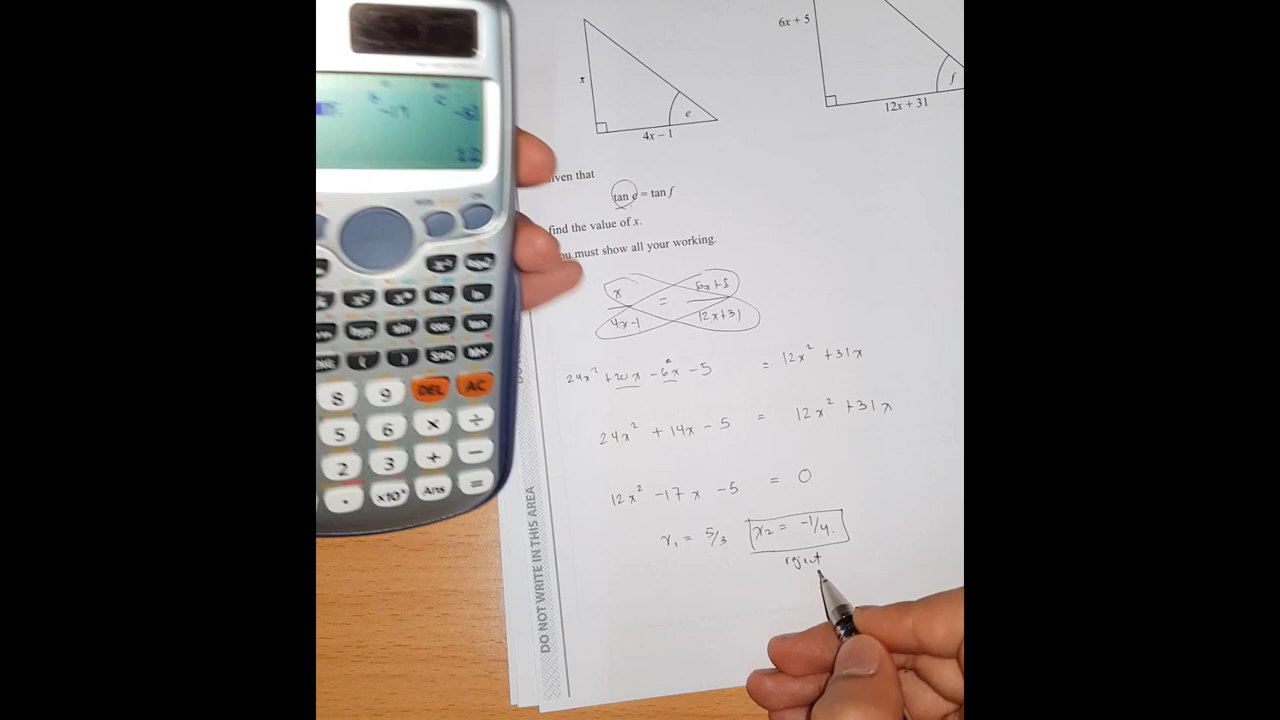 6x + 5
x
e
4x − 1
f
12x + 31
iven that
tan e = tan f
find the value of x.
ou must show all your working.
x / 4x-1 = 6x+5 / 12x+31
24x² + 20x - 6x - 5 = 12x² + 31x
24x² + 14x - 5 = 12x² + 31x
12x² - 17x - 5 = 0
x₁ = 5/3 x₂ = -1/4.
reject
DO NOT WRITE IN THIS AREA
8 9 DEL AC
5 6 × ÷
2 3 + −
. ×10ˣ Ans =